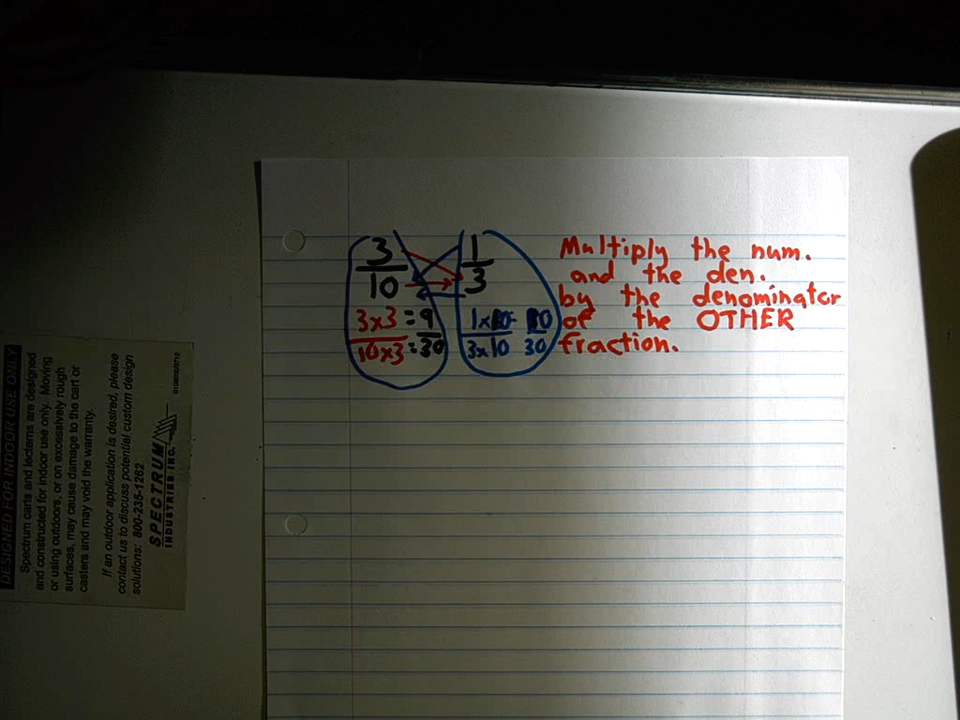 3 1
10 3
3x3 = 9
10x3 = 30
1x10 = 10
3x10 30
Multiply the num.
and the den.
by the denominator
of the OTHER
fraction.
DESIGNED FOR INDOOR USE ONLY
Spectrum carts and lecterns are designed
and constructed for indoor use only. Moving
or using outdoors, or on excessively rough
surfaces, may cause damage to the cart or
casters and may void the warranty.
If an outdoor application is desired, please
contact us to discuss potential custom design
solutions: 800-235-1262
SPECTRUM
INDUSTRIES INC.